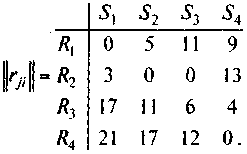 S₁ S₂ S₃ S₄
R₁ 0 5 11 9
‖rⱼᵢ‖ = R₂ 3 0 0 13
R₃ 17 11 6 4
R₄ 21 17 12 0.